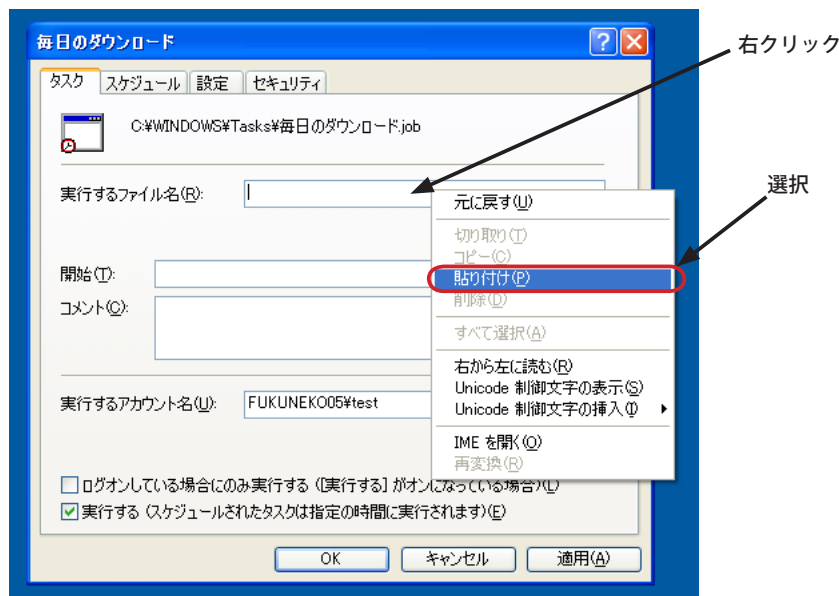 毎日のダウンロード
右クリック
タスク スケジュール 設定 セキュリティ
C:¥WINDOWS¥Tasks¥毎日のダウンロード.job
選択
実行するファイル名(R):
元に戻す(U)
切り取り(T)
コピー(C)
貼り付け(P)
削除(D)
すべて選択(A)
右から左に読む(R)
Unicode 制御文字の表示(S)
Unicode 制御文字の挿入(I)
IME を開く(O)
再変換(R)
開始(T):
コメント(C):
実行するアカウント名(U): FUKUNEKO05¥test
ログオンしている場合にのみ実行する ([実行する] がオンになっている場合)(L)
実行する (スケジュールされたタスクは指定の時間に実行されます)(E)
OK キャンセル 適用(A)